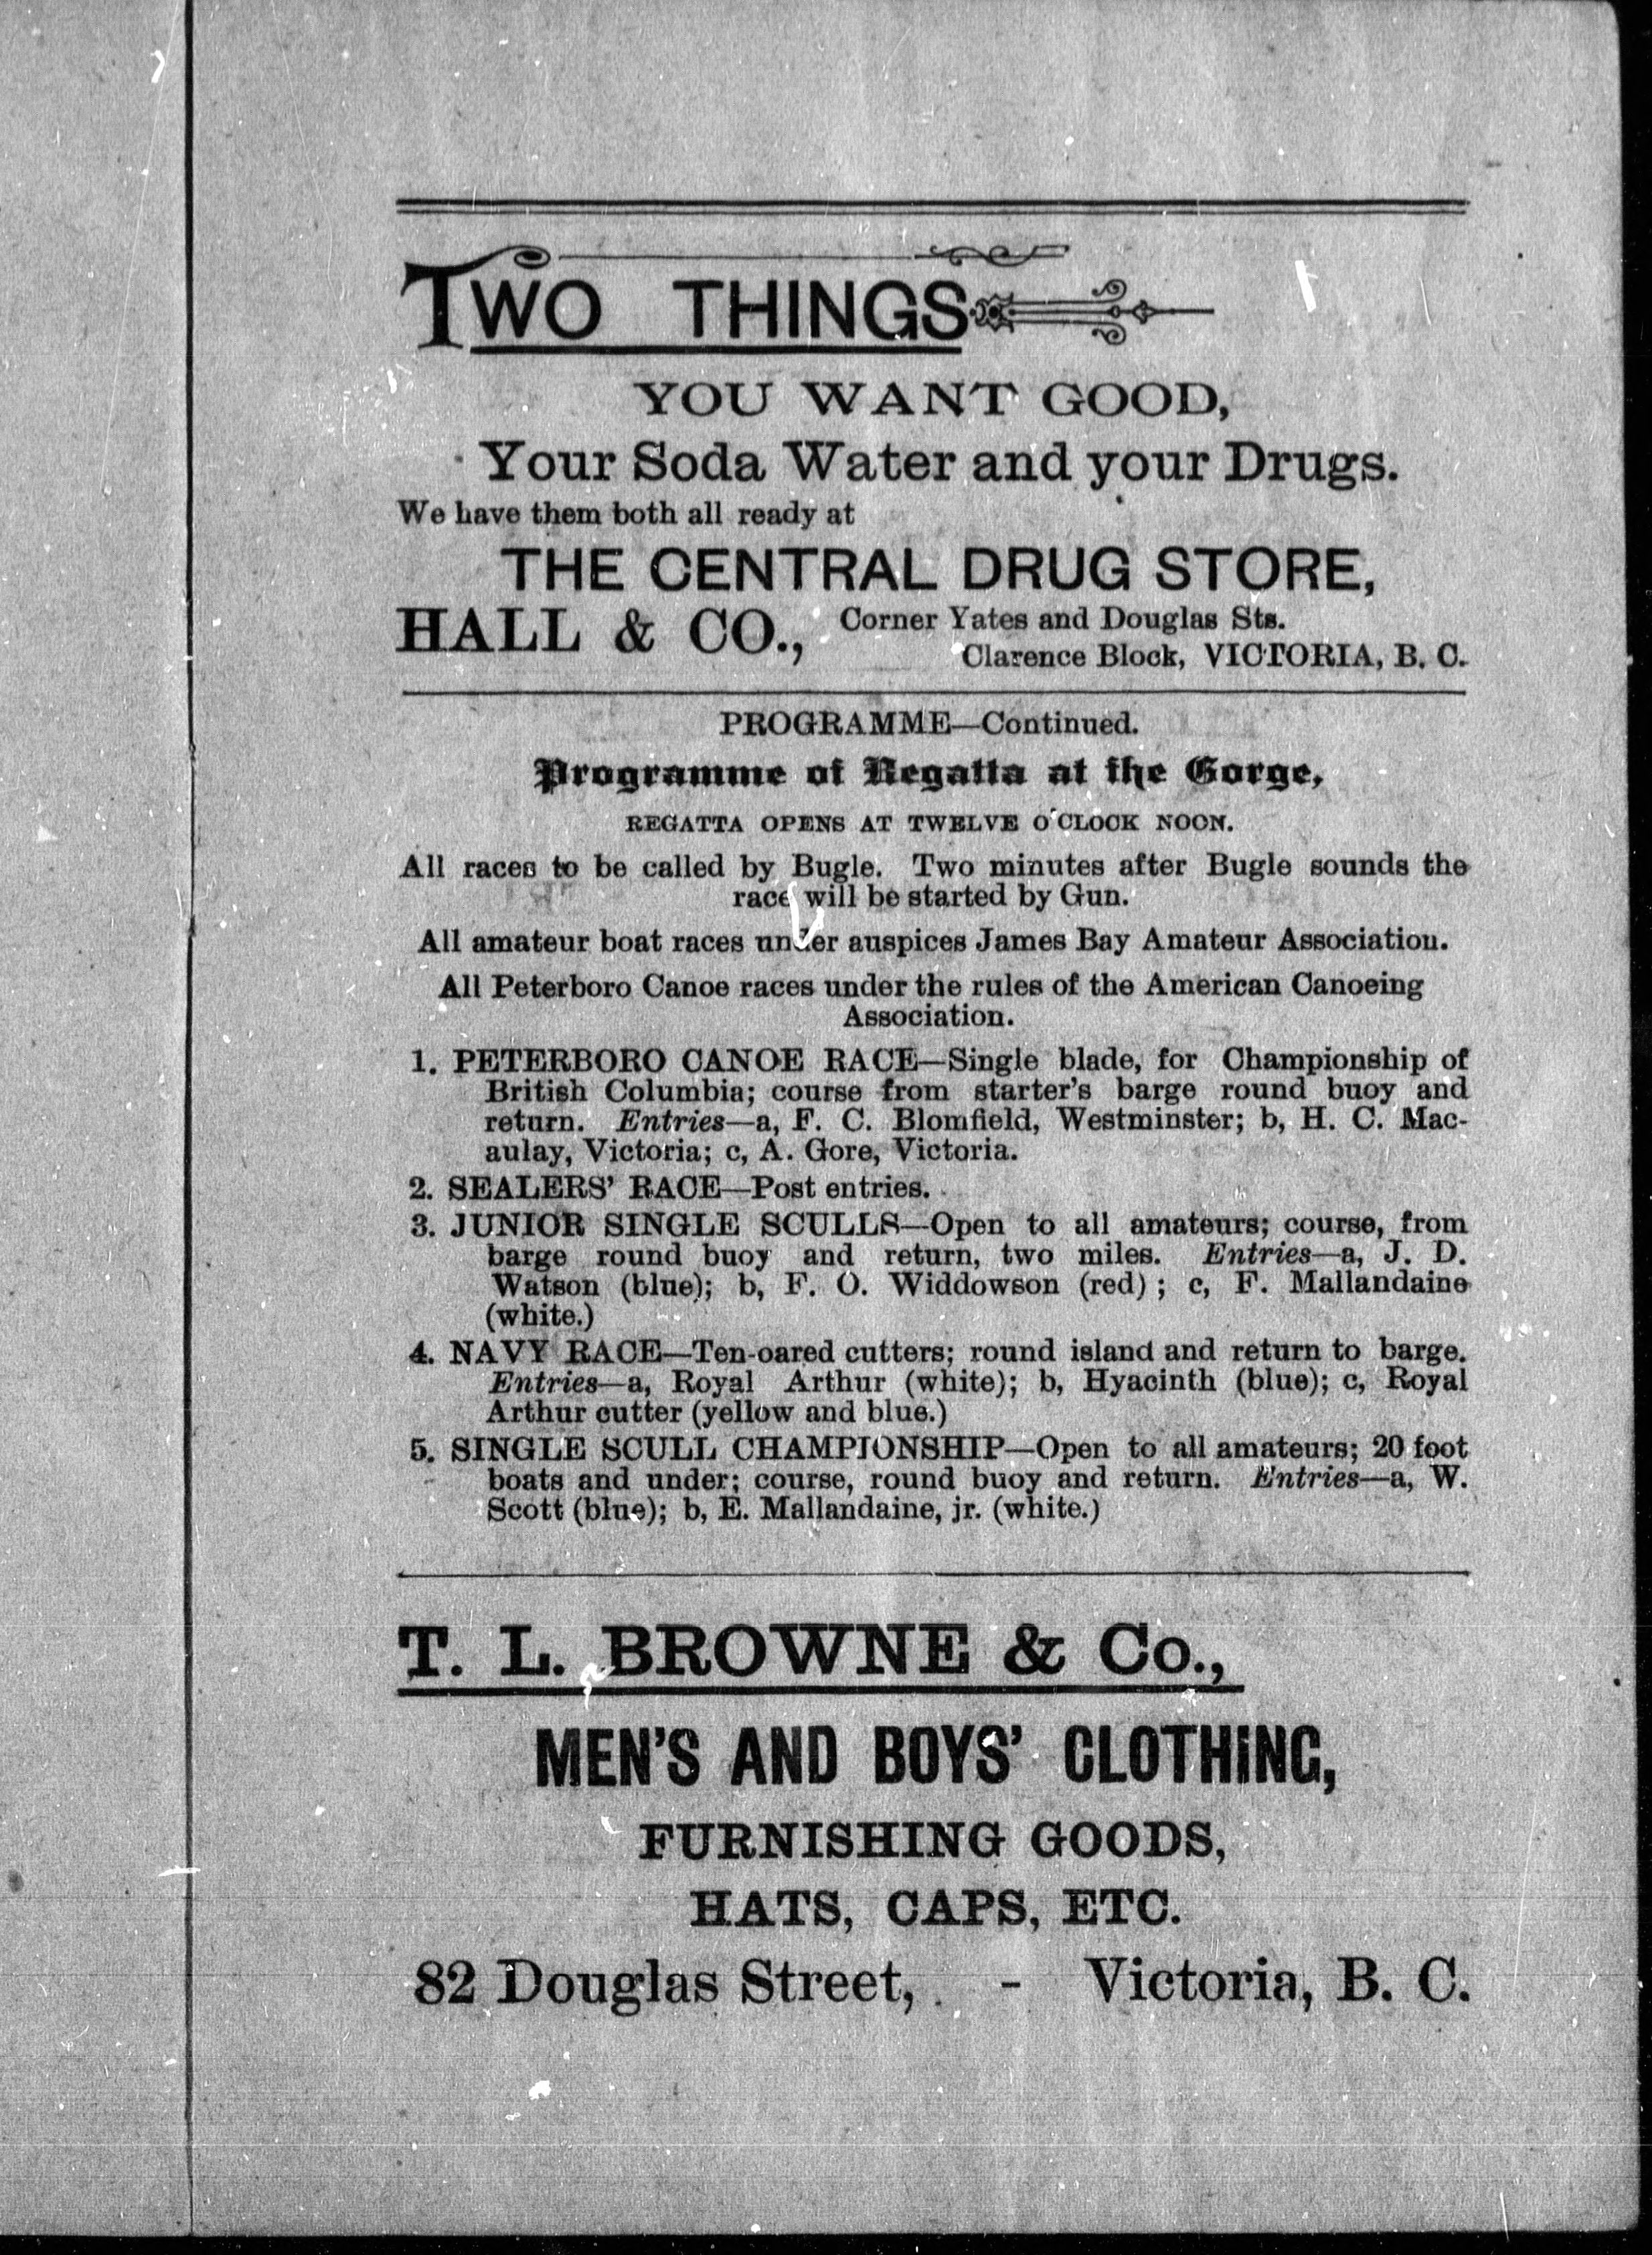 TWO THINGS
YOU WANT GOOD,
Your Soda Water and your Drugs.
We have them both all ready at
THE CENTRAL DRUG STORE,
HALL & CO., Corner Yates and Douglas Sts.
Clarence Block, VICTORIA, B. C.
PROGRAMME—Continued.
Programme of Regatta at the Gorge,
REGATTA OPENS AT TWELVE O'CLOCK NOON.
All races to be called by Bugle. Two minutes after Bugle sounds the
race will be started by Gun.
All amateur boat races under auspices James Bay Amateur Association.
All Peterboro Canoe races under the rules of the American Canoeing
Association.
1. PETERBORO CANOE RACE—Single blade, for Championship of
British Columbia; course from starter's barge round buoy and
return. Entries—a, F. C. Blomfield, Westminster; b, H. C. Mac-
aulay, Victoria; c, A. Gore, Victoria.
2. SEALERS' RACE—Post entries.
3. JUNIOR SINGLE SCULLS—Open to all amateurs; course, from
barge round buoy and return, two miles. Entries—a, J. D.
Watson (blue); b, F. O. Widdowson (red) ; c, F. Mallandaine
(white.)
4. NAVY RACE—Ten-oared cutters; round island and return to barge.
Entries—a, Royal Arthur (white); b, Hyacinth (blue); c, Royal
Arthur cutter (yellow and blue.)
5. SINGLE SCULL CHAMPIONSHIP—Open to all amateurs; 20 foot
boats and under; course, round buoy and return. Entries—a, W.
Scott (blue); b, E. Mallandaine, jr. (white.)
T. L. BROWNE & Co.,
MEN'S AND BOYS' CLOTHING,
FURNISHING GOODS,
HATS, CAPS, ETC.
82 Douglas Street, - Victoria, B. C.